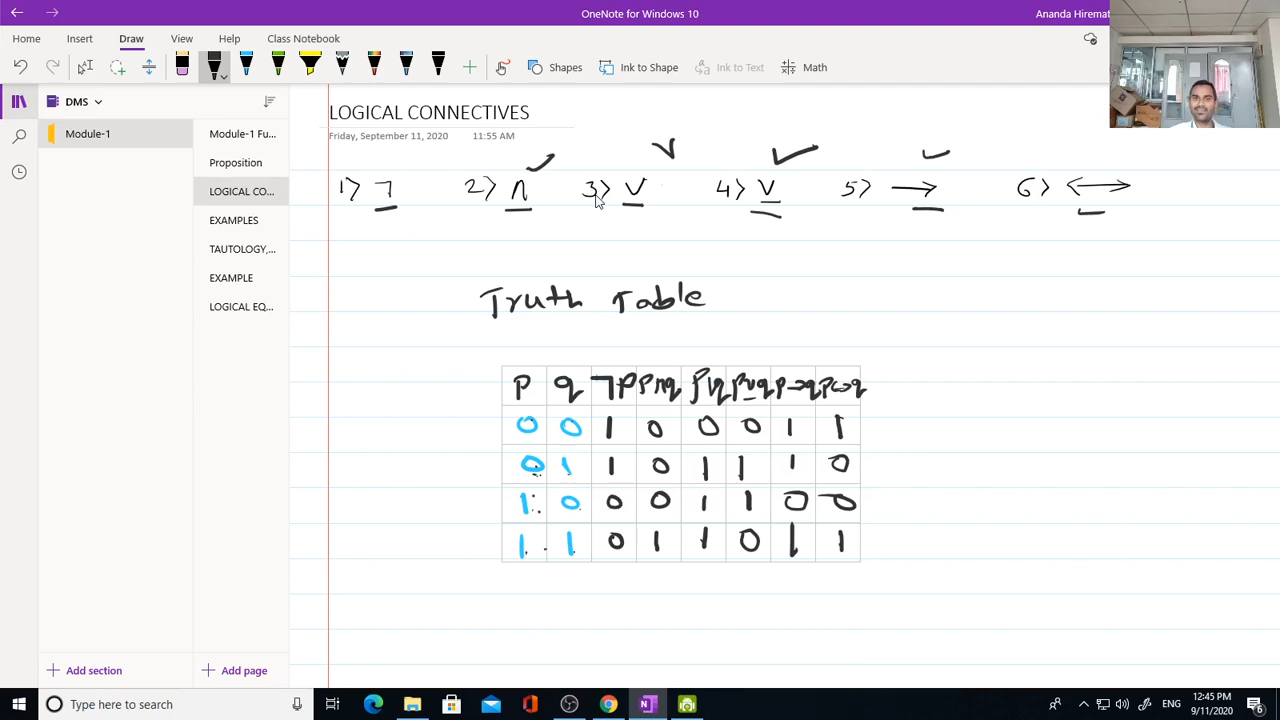 OneNote for Windows 10
Ananda Hiremat
Home Insert Draw View Help Class Notebook
Shapes Ink to Shape Ink to Text Math
DMS
Module-1
Module-1 Fu...
Proposition
LOGICAL CO...
EXAMPLES
TAUTOLOGY,...
EXAMPLE
LOGICAL EQ...
Add section
Add page
LOGICAL CONNECTIVES
Friday, September 11, 2020 11:55 AM
1) ¬ 2) ∧ 3) ∨ 4) ⊻ 5) → 6) ↔
Truth Table
p q ¬p p∧q p∨q p⊻q p→q p↔q
0 0 1 0 0 0 1 1
0 1 1 0 1 1 1 0
1 0 0 0 1 1 0 0
1 1 0 1 1 0 1 1
Type here to search
ENG
12:45 PM
9/11/2020
6